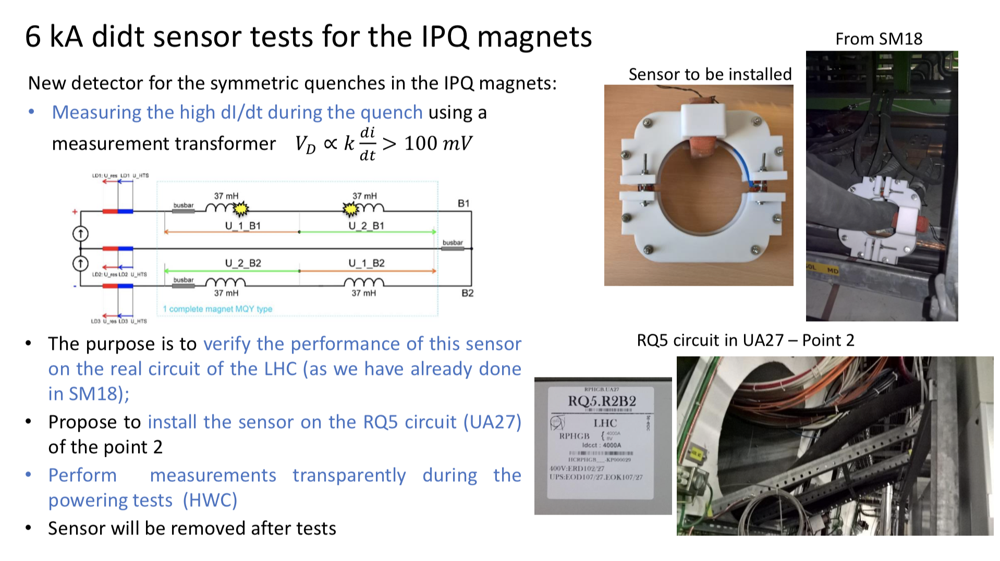 6 kA didt sensor tests for the IPQ magnets
New detector for the symmetric quenches in the IPQ magnets:
• Measuring the high dI/dt during the quench using a
measurement transformer V_D ∝ k di/dt > 100 mV
LD1: U_res LD1 U_HTS
37 mH
37 mH
busbar
B1
+
U_1_B1
U_2_B1
busbar
U_2_B2
U_1_B2
LD2: U_res LD2 U_HTS
busbar
-
37 mH
37 mH
B2
1 complete magnet MQY type
LD3 U_res LD3 U_HTS
• The purpose is to verify the performance of this sensor
on the real circuit of the LHC (as we have already done
in SM18);
• Propose to install the sensor on the RQ5 circuit (UA27)
of the point 2
• Perform measurements transparently during the
powering tests (HWC)
• Sensor will be removed after tests
Sensor to be installed
From SM18
OL MD
RQ5 circuit in UA27 – Point 2
RPHGB.UA27
RQ5.R2B2
LHC
te-epc
RPHGB { 4000A
8V
Idcct : 4000A
HCRPHGB___-KP000029
400V:ERD102/27
UPS:EOD107/27.EOK107/27